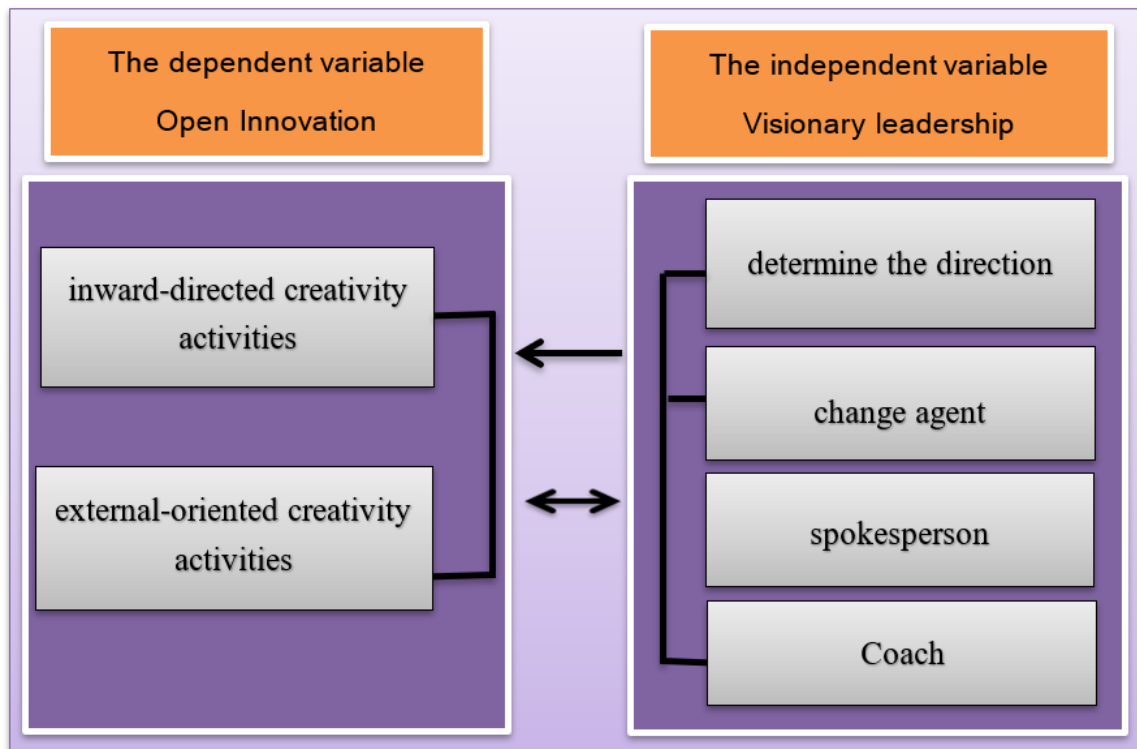 The dependent variable
Open Innovation
The independent variable
Visionary leadership
inward-directed creativity
activities
external-oriented creativity
activities
determine the direction
change agent
spokesperson
Coach